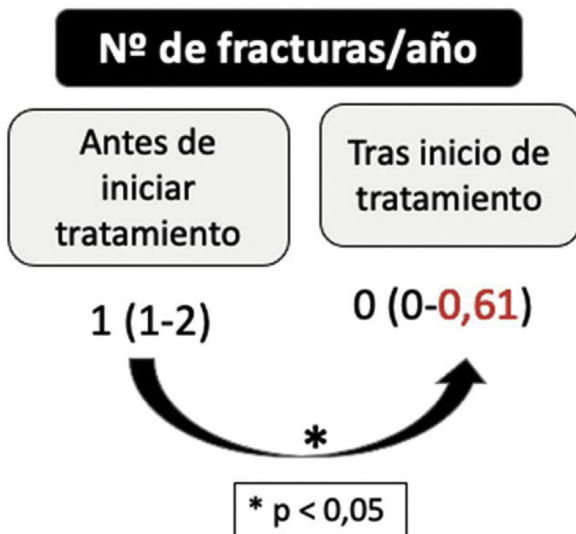 Nº de fracturas/año
Antes de
iniciar
tratamiento
Tras inicio de
tratamiento
1 (1-2)
0 (0-0,61)
*
* p < 0,05